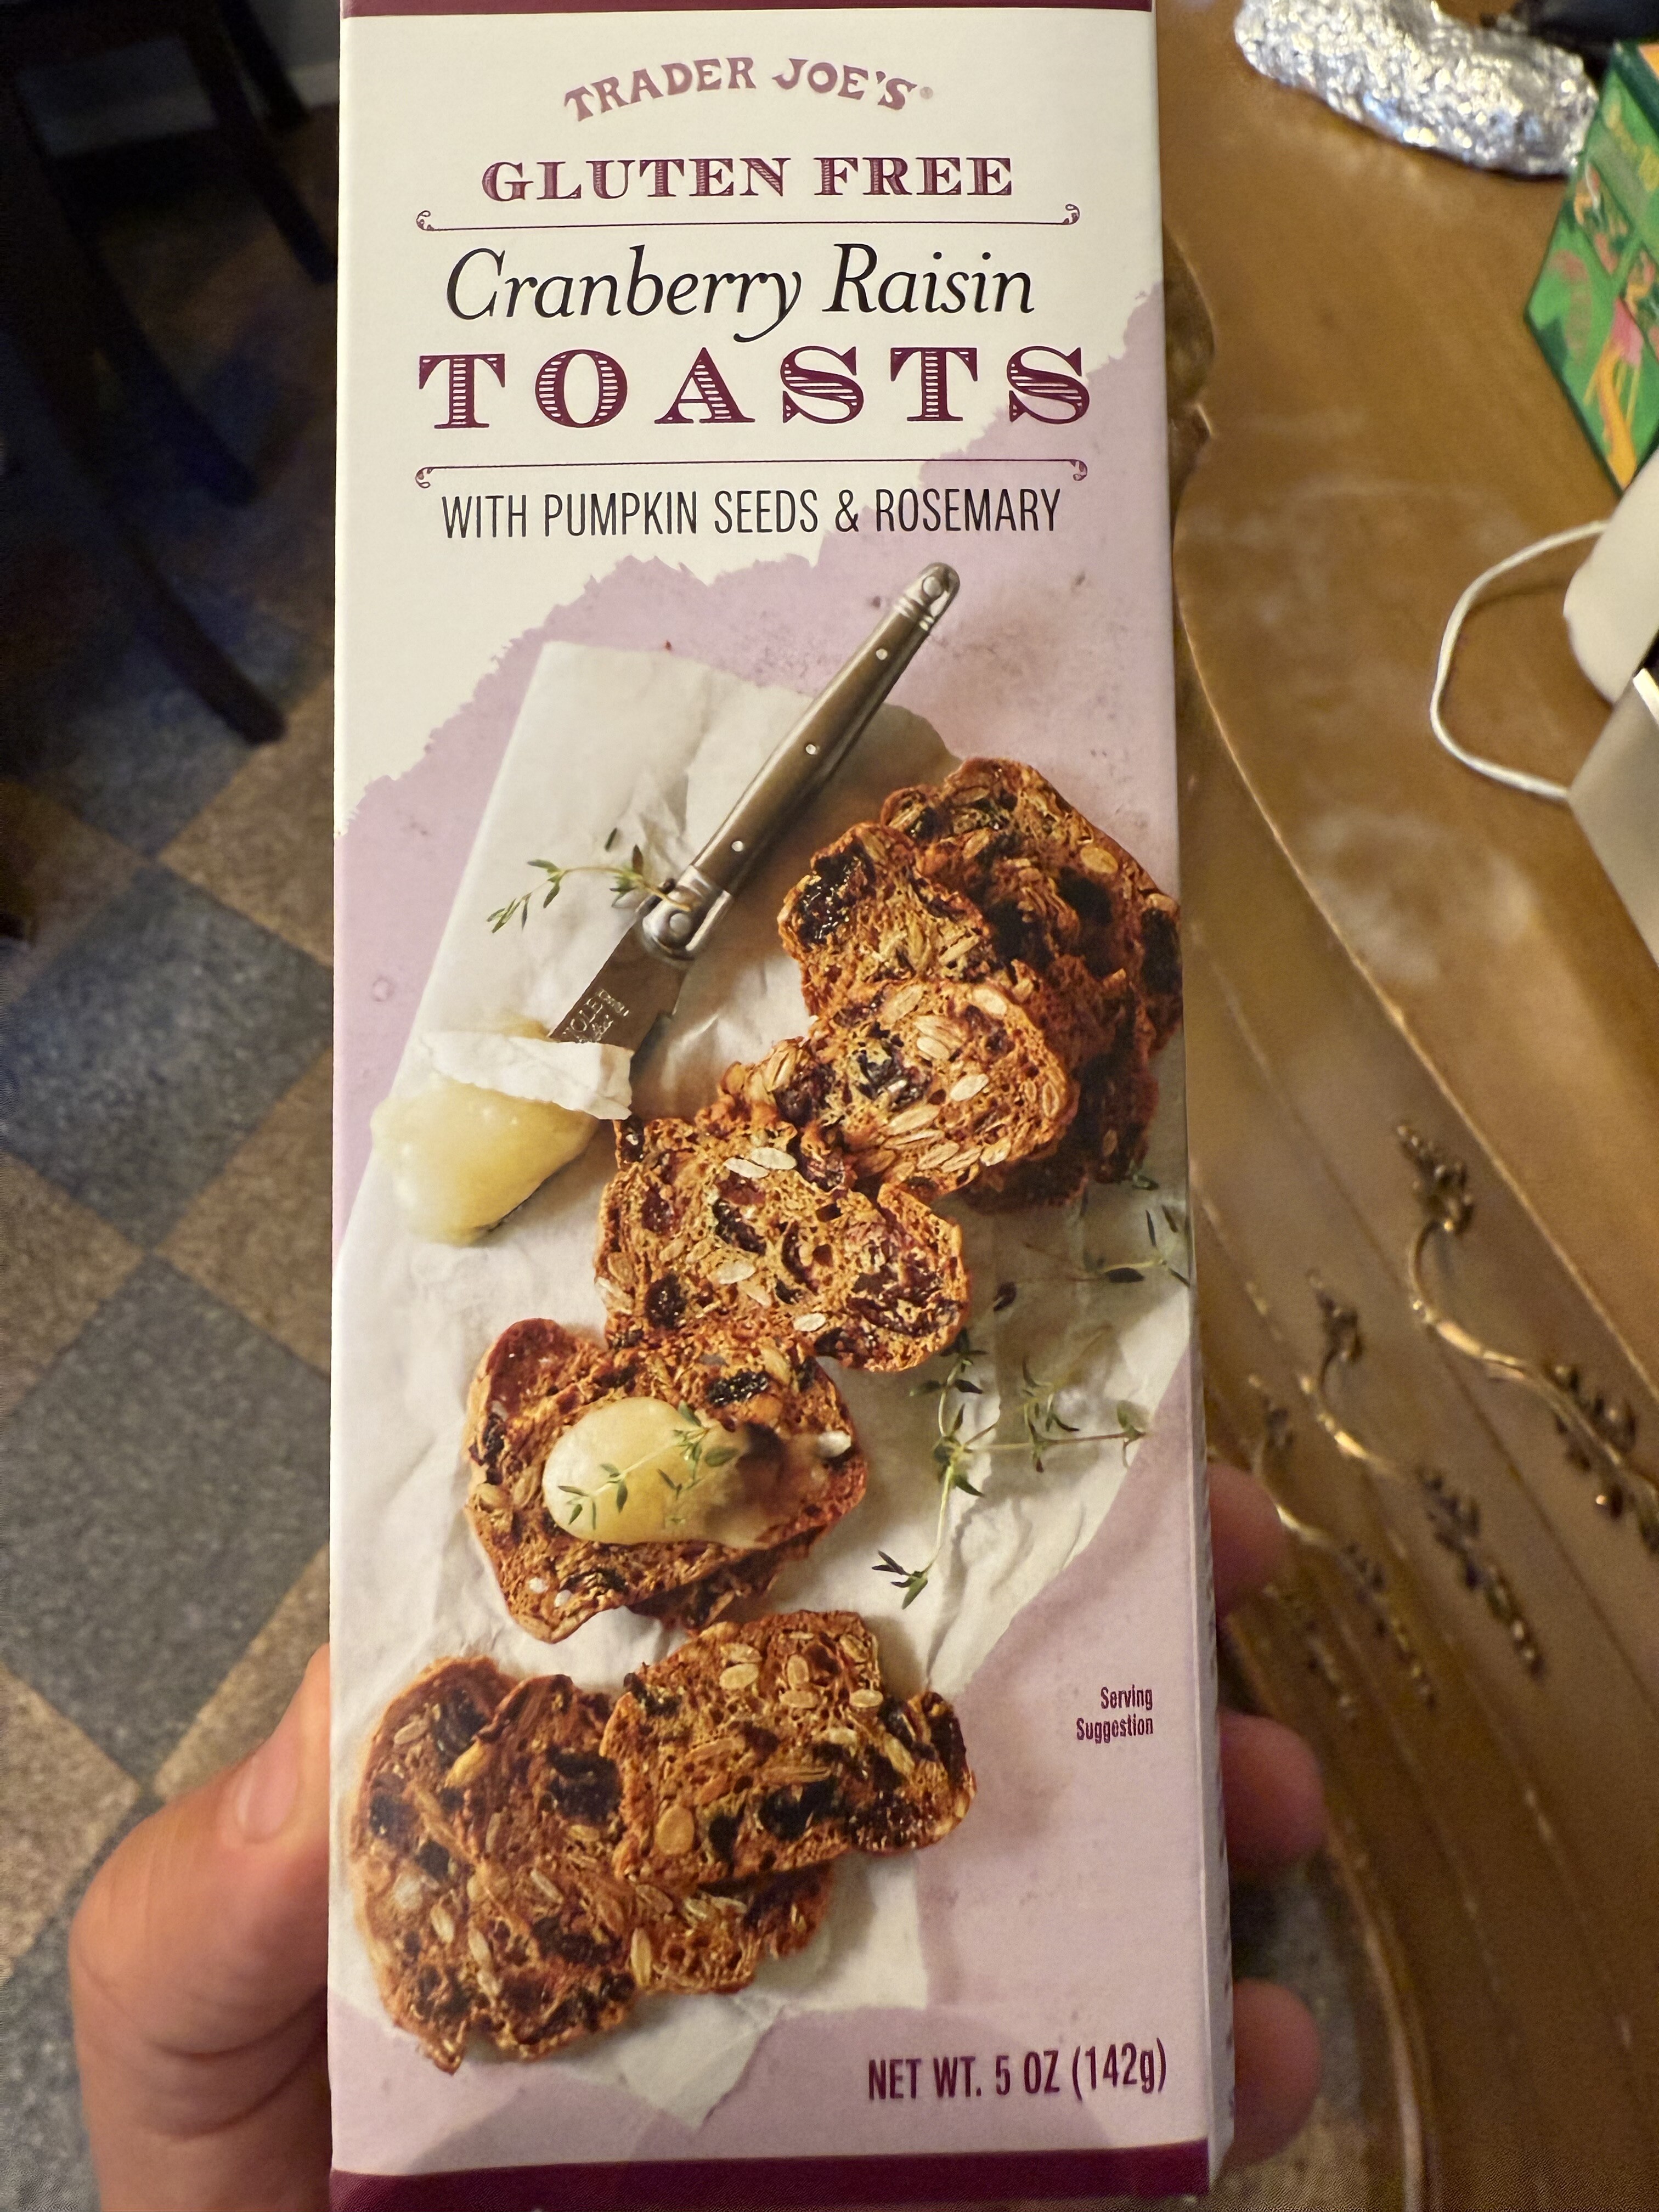 TRADER JOE'S®
GLUTEN FREE
Cranberry Raisin
TOASTS
WITH PUMPKIN SEEDS & ROSEMARY
Serving
Suggestion
NET WT. 5 OZ (142g)